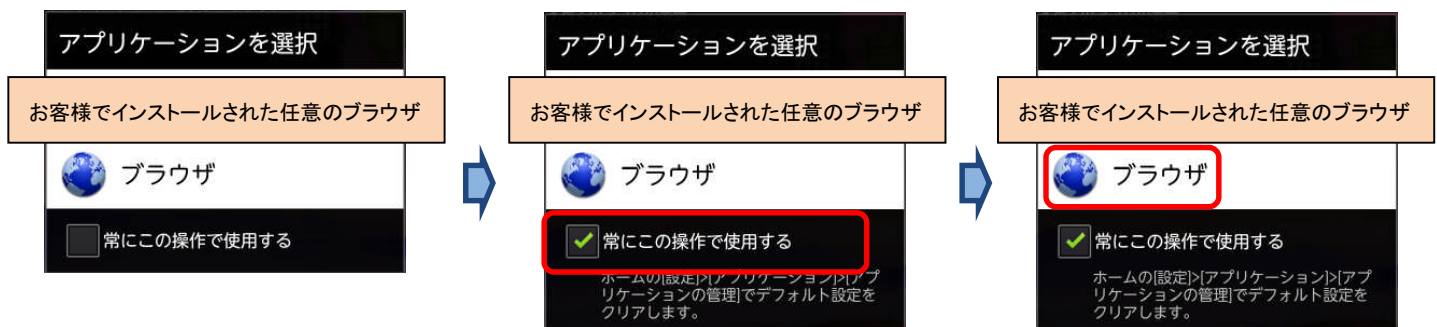 アプリケーションを選択
お客様でインストールされた任意のブラウザ
ブラウザ
常にこの操作で使用する
アプリケーションを選択
お客様でインストールされた任意のブラウザ
ブラウザ
常にこの操作で使用する
ホームの[設定]>[アプリケーション]>[アプ
リケーションの管理]でデフォルト設定を
クリアします。
アプリケーションを選択
お客様でインストールされた任意のブラウザ
ブラウザ
常にこの操作で使用する
ホームの[設定]>[アプリケーション]>[アプ
リケーションの管理]でデフォルト設定を
クリアします。